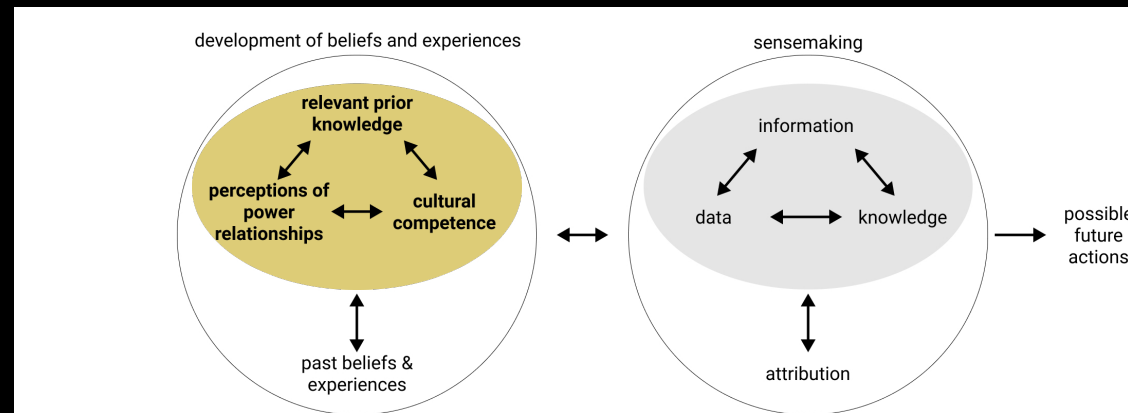 development of beliefs and experiences
relevant prior
knowledge
perceptions of
power
relationships
cultural
competence
past beliefs &
experiences
sensemaking
information
data
knowledge
attribution
possible
future
actions